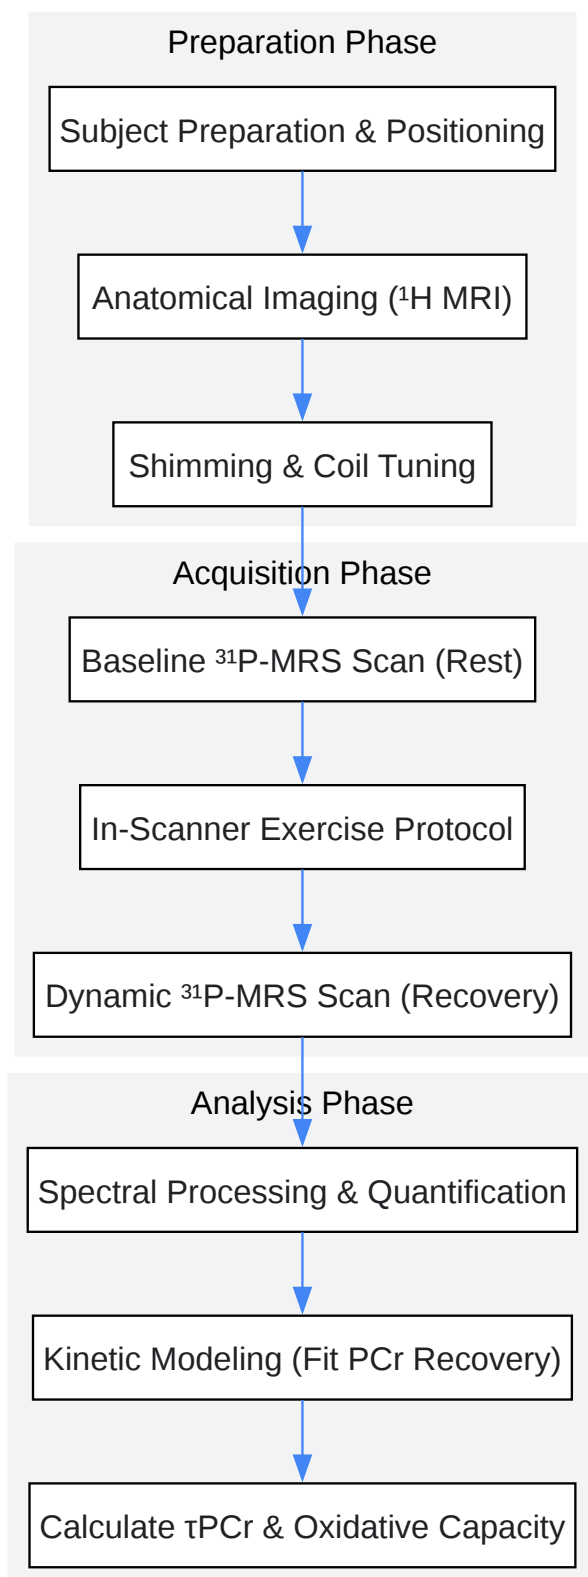 Preparation Phase
Subject Preparation & Positioning
Anatomical Imaging (¹H MRI)
Shimming & Coil Tuning
Acquisition Phase
Baseline ³¹P-MRS Scan (Rest)
In-Scanner Exercise Protocol
Dynamic ³¹P-MRS Scan (Recovery)
Analysis Phase
Spectral Processing & Quantification
Kinetic Modeling (Fit PCr Recovery)
Calculate τPCr & Oxidative Capacity